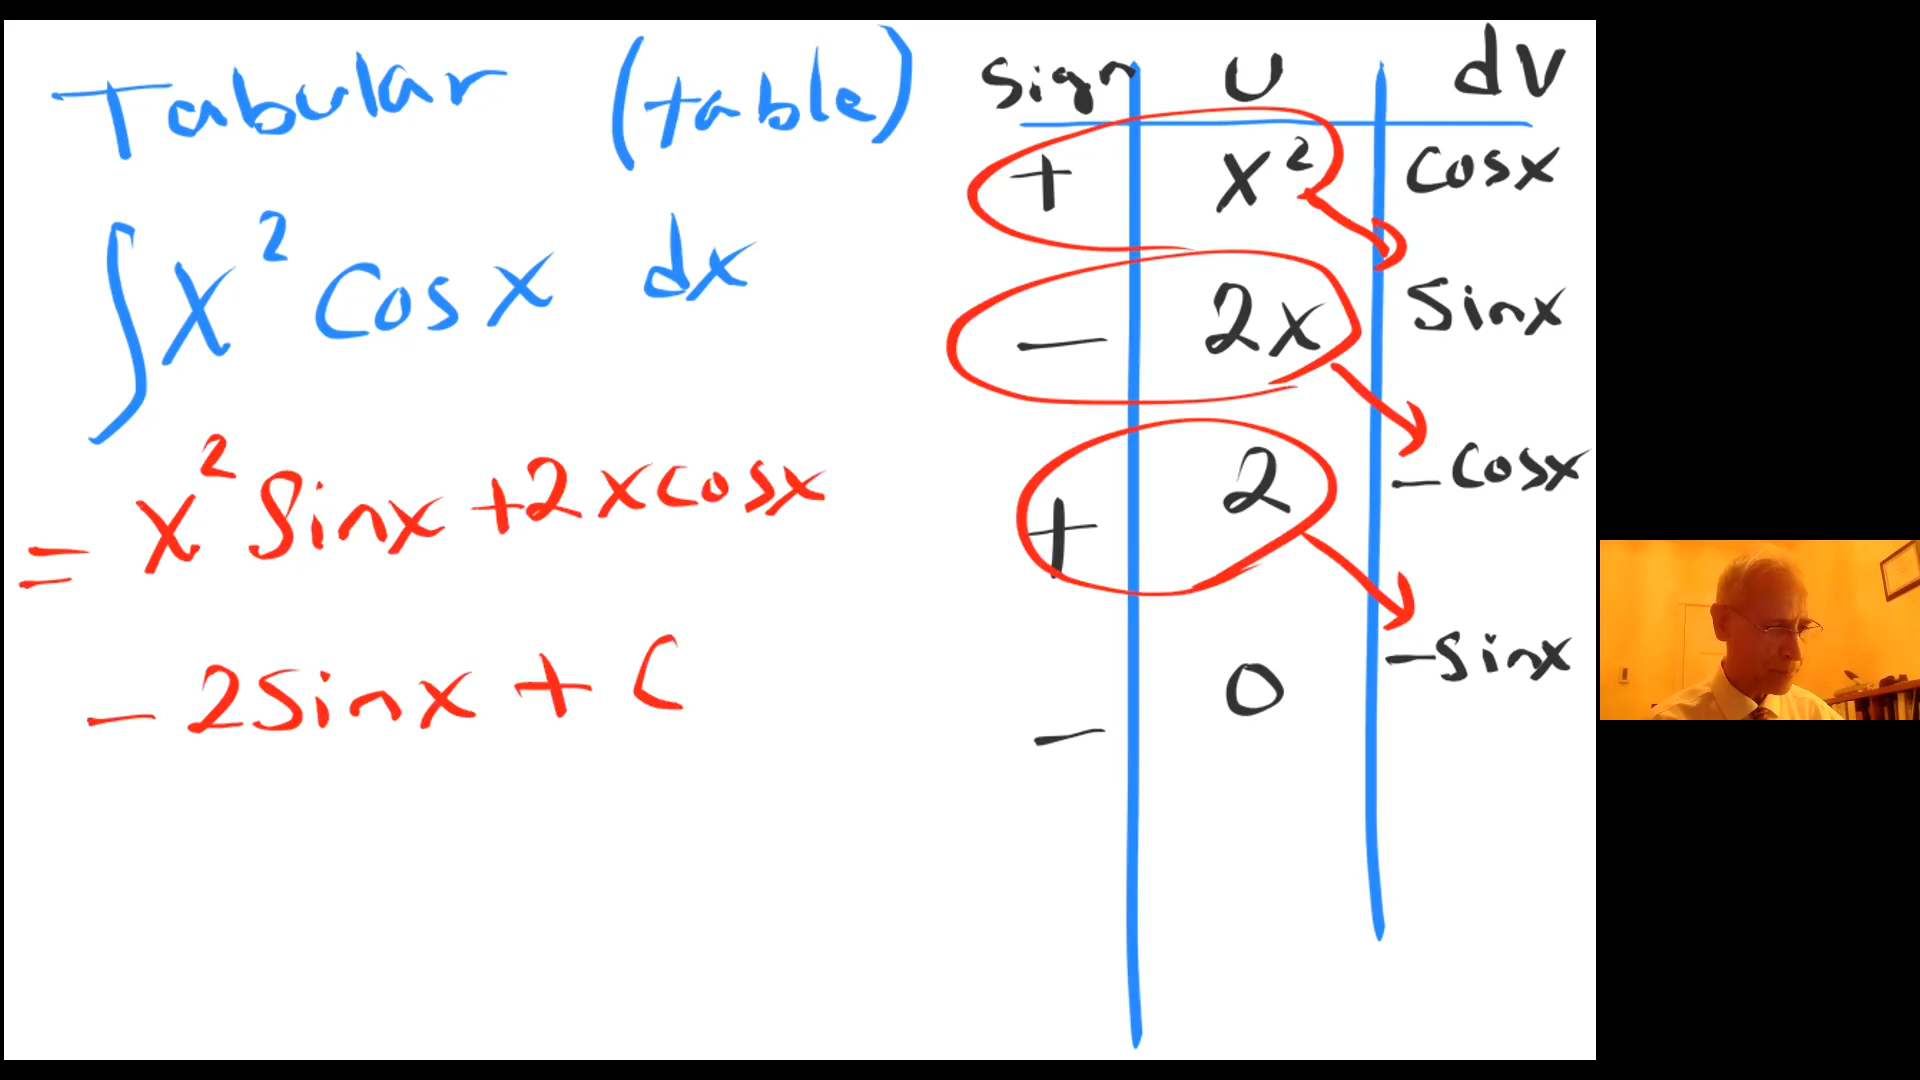 Tabular (table)
∫x² cosx dx
= x² sinx + 2x cosx
- 2 sinx + C
sign U dV
+ x² cosx
- 2x sinx
+ 2 -cosx
- 0 -sinx